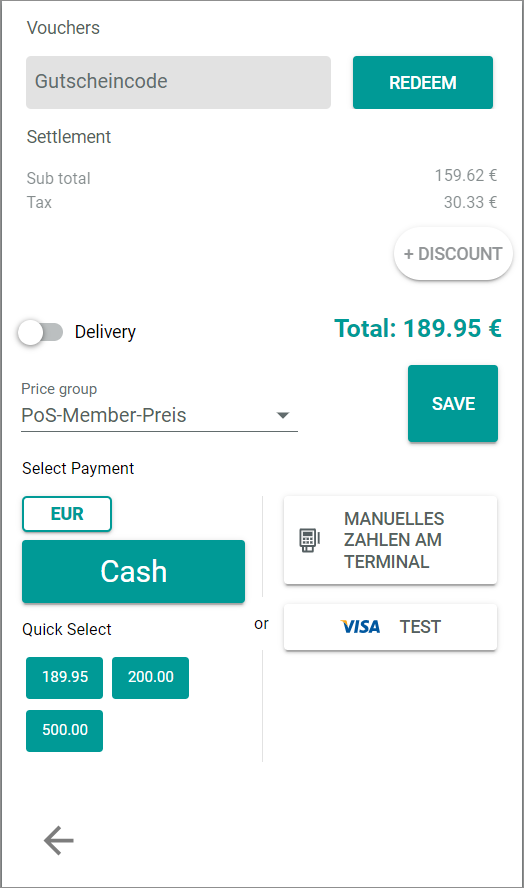 Vouchers
Gutscheincode
REDEEM
Settlement
Sub total 159.62 €
Tax 30.33 €
+ DISCOUNT
Delivery
Total: 189.95 €
Price group
PoS-Member-Preis
SAVE
Select Payment
EUR
Cash
Quick Select
189.95 200.00
500.00
or
MANUELLES
ZAHLEN AM
TERMINAL
VISA TEST